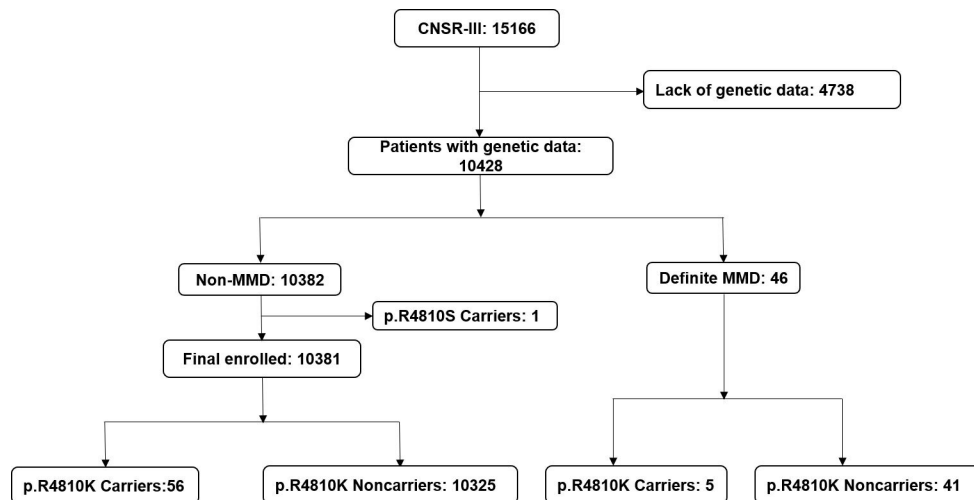 CNSR-III: 15166
Lack of genetic data: 4738
Patients with genetic data:
10428
Non-MMD: 10382
Definite MMD: 46
p.R4810S Carriers: 1
Final enrolled: 10381
p.R4810K Carriers:56
p.R4810K Noncarriers: 10325
p.R4810K Carriers: 5
p.R4810K Noncarriers: 41